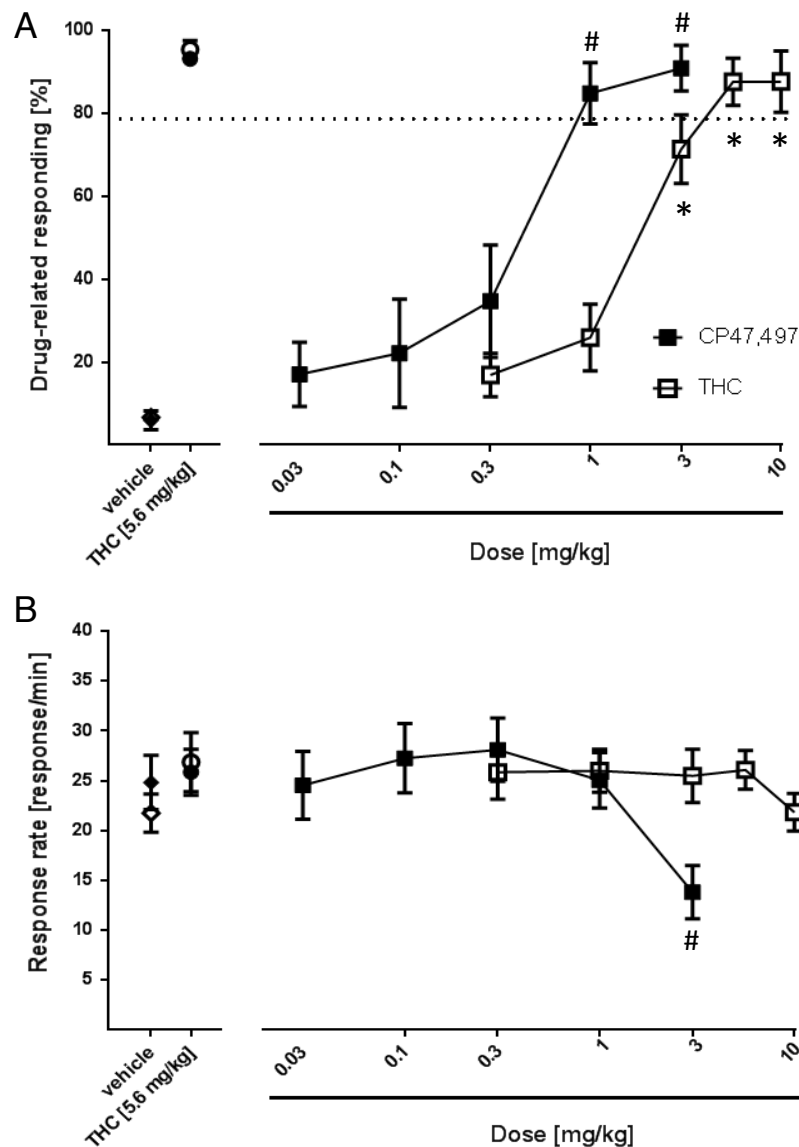 A
Drug-related responding [%]
100
80
60
40
20
#
#
*
*
*
CP47,497
THC
vehicle
THC [5.6 mg/kg]
0.03
0.1
0.3
1
3
10
Dose [mg/kg]
B
Response rate [response/min]
40
35
30
25
20
15
10
5
#
vehicle
THC [5.6 mg/kg]
0.03
0.1
0.3
1
3
10
Dose [mg/kg]